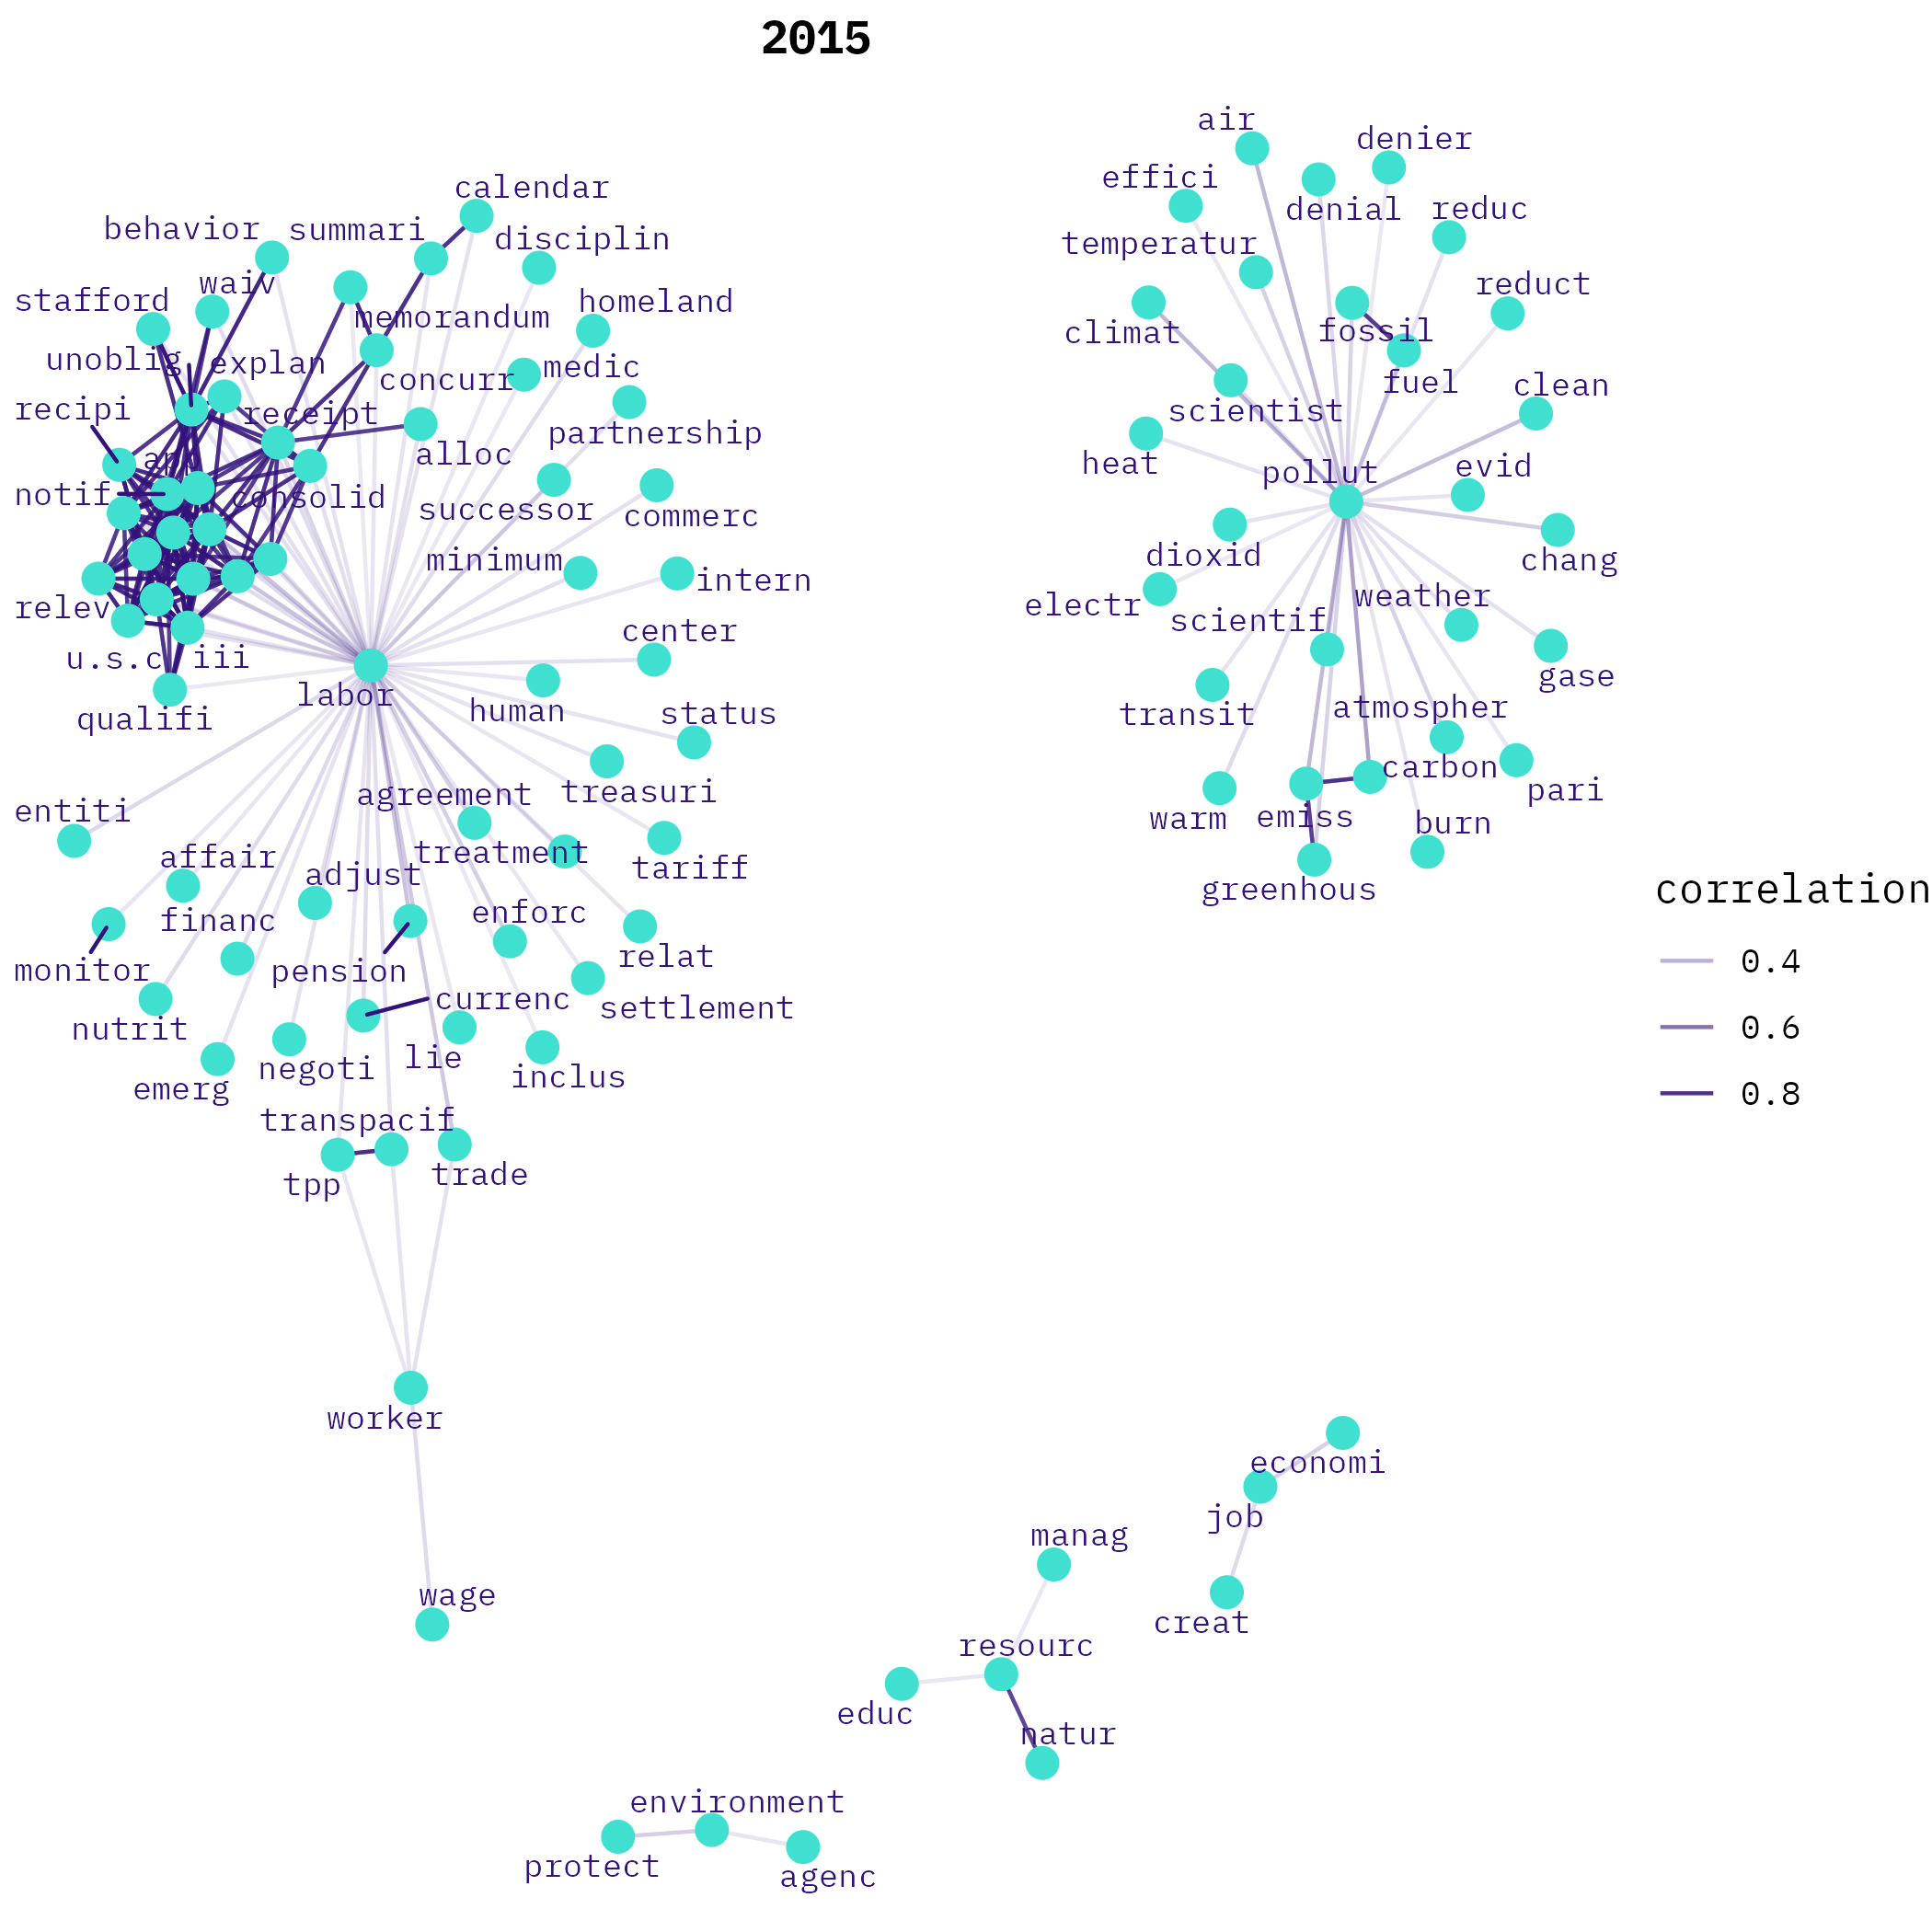 2015
air
denier
effici
calendar
denial
reduc
behavior
summari
disciplin
temperatur
waiv
stafford
homeland
reduct
memorandum
climat
fossil
unoblig
explan
medic
concurr
fuel
clean
recipi
receipt
scientist
partnership
app
alloc
heat
pollut
evid
notif
consolid
successor
commerc
minimum
dioxid
chang
intern
relev
electr
weather
scientif
center
u.s.c
iii
labor
gase
qualifi
human
status
transit
atmospher
agreement
treasuri
carbon
pari
entiti
warm
emiss
burn
affair
treatment
tariff
adjust
greenhous
financ
enforc
correlation
monitor
pension
relat
0.4
currenc
settlement
nutrit
0.6
emerg
negoti
lie
inclus
0.8
transpacif
tpp
trade
worker
economi
job
manag
wage
creat
resourc
educ
natur
environment
protect
agenc